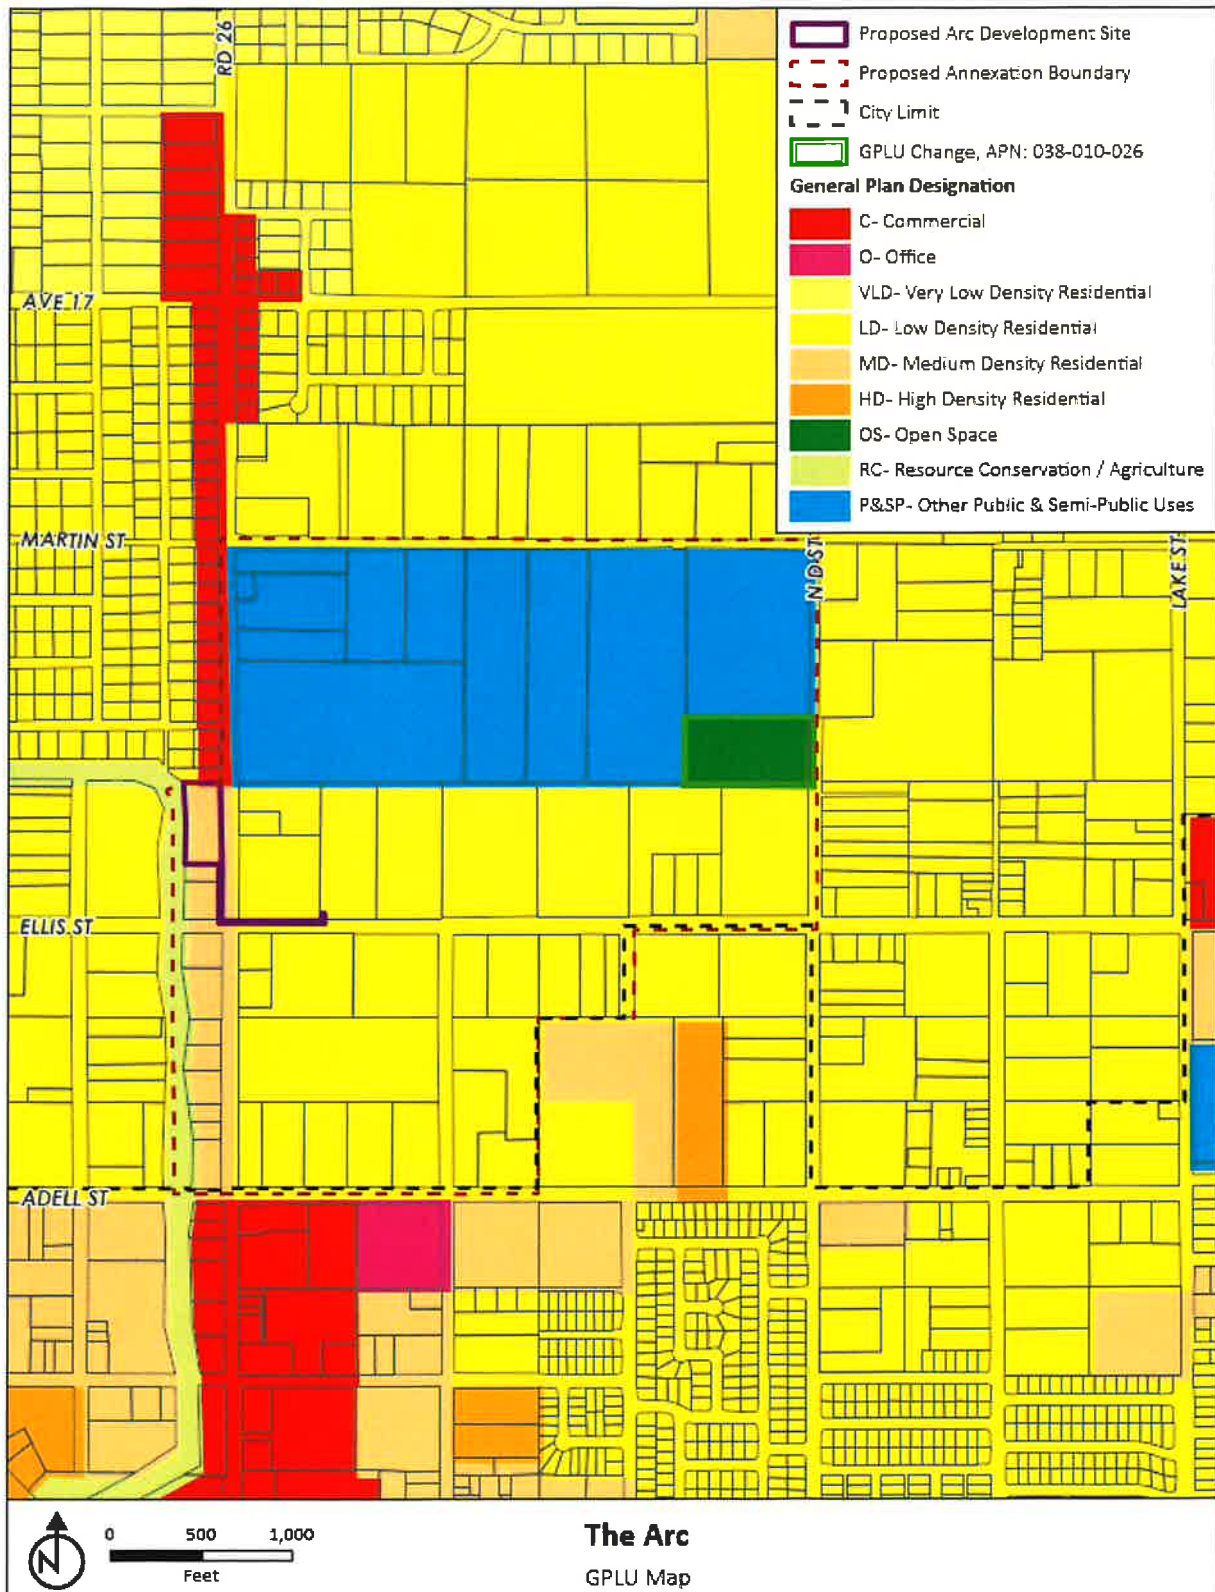 RD 26
Proposed Arc Development Site
Proposed Annexation Boundary
City Limit
GPLU Change, APN: 038-010-026
General Plan Designation
C- Commercial
O- Office
VLD- Very Low Density Residential
LD- Low Density Residential
MD- Medium Density Residential
HD- High Density Residential
OS- Open Space
RC- Resource Conservation / Agriculture
P&SP- Other Public & Semi-Public Uses
AVE 17
MARTIN ST
N D ST
LAKE ST
ELLIS ST
ADELL ST
N
0 500 1,000
Feet
The Arc
GPLU Map